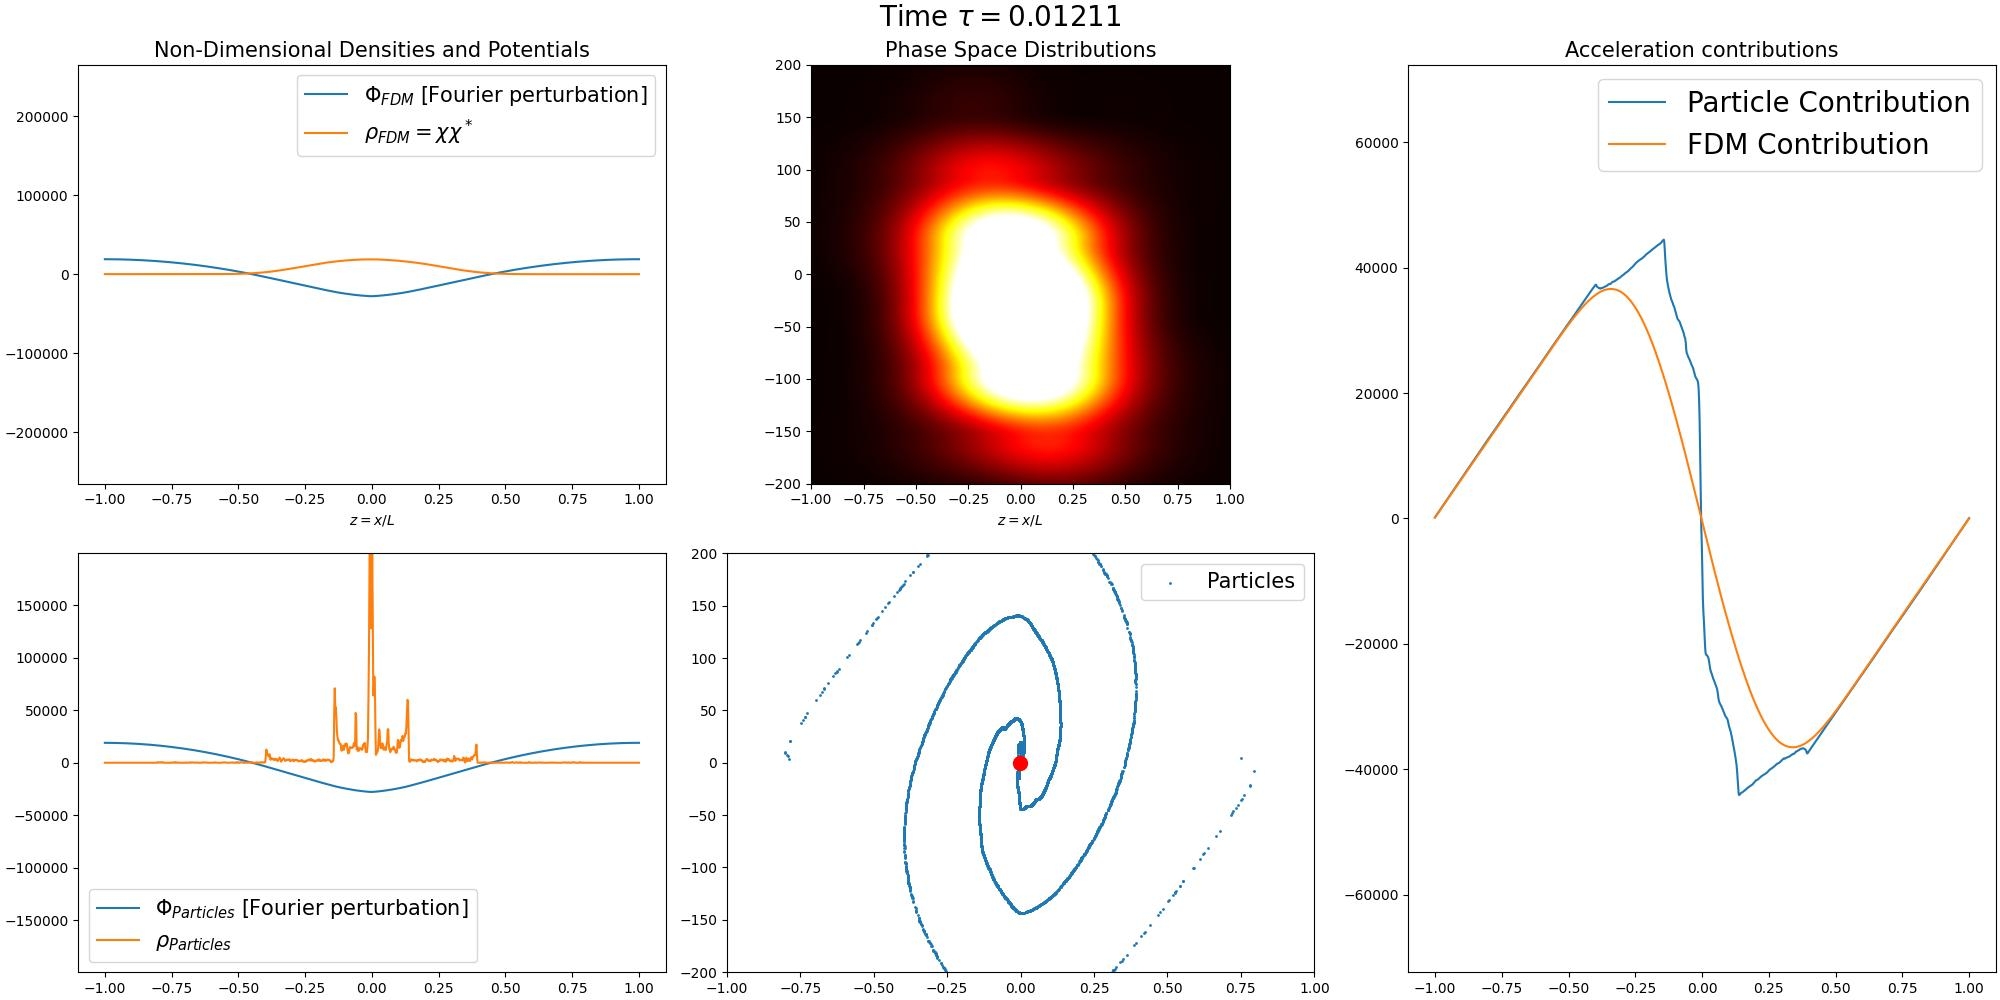 Time τ = 0.01211
Non-Dimensional Densities and Potentials
Φ_FDM [Fourier perturbation]
ρ_FDM = χχ*
200000
100000
0
−100000
−200000
−1.00 −0.75 −0.50 −0.25 0.00 0.25 0.50 0.75 1.00
z = x/L
Phase Space Distributions
200
150
100
50
0
−50
−100
−150
−200
−1.00 −0.75 −0.50 −0.25 0.00 0.25 0.50 0.75 1.00
z = x/L
Acceleration contributions
Particle Contribution
FDM Contribution
60000
40000
20000
0
−20000
−40000
−60000
−1.00 −0.75 −0.50 −0.25 0.00 0.25 0.50 0.75 1.00
150000
100000
50000
0
−50000
−100000
−150000
Φ_Particles [Fourier perturbation]
ρ_Particles
−1.00 −0.75 −0.50 −0.25 0.00 0.25 0.50 0.75 1.00
Particles
200
150
100
50
0
−50
−100
−150
−200
−1.00 −0.75 −0.50 −0.25 0.00 0.25 0.50 0.75 1.00